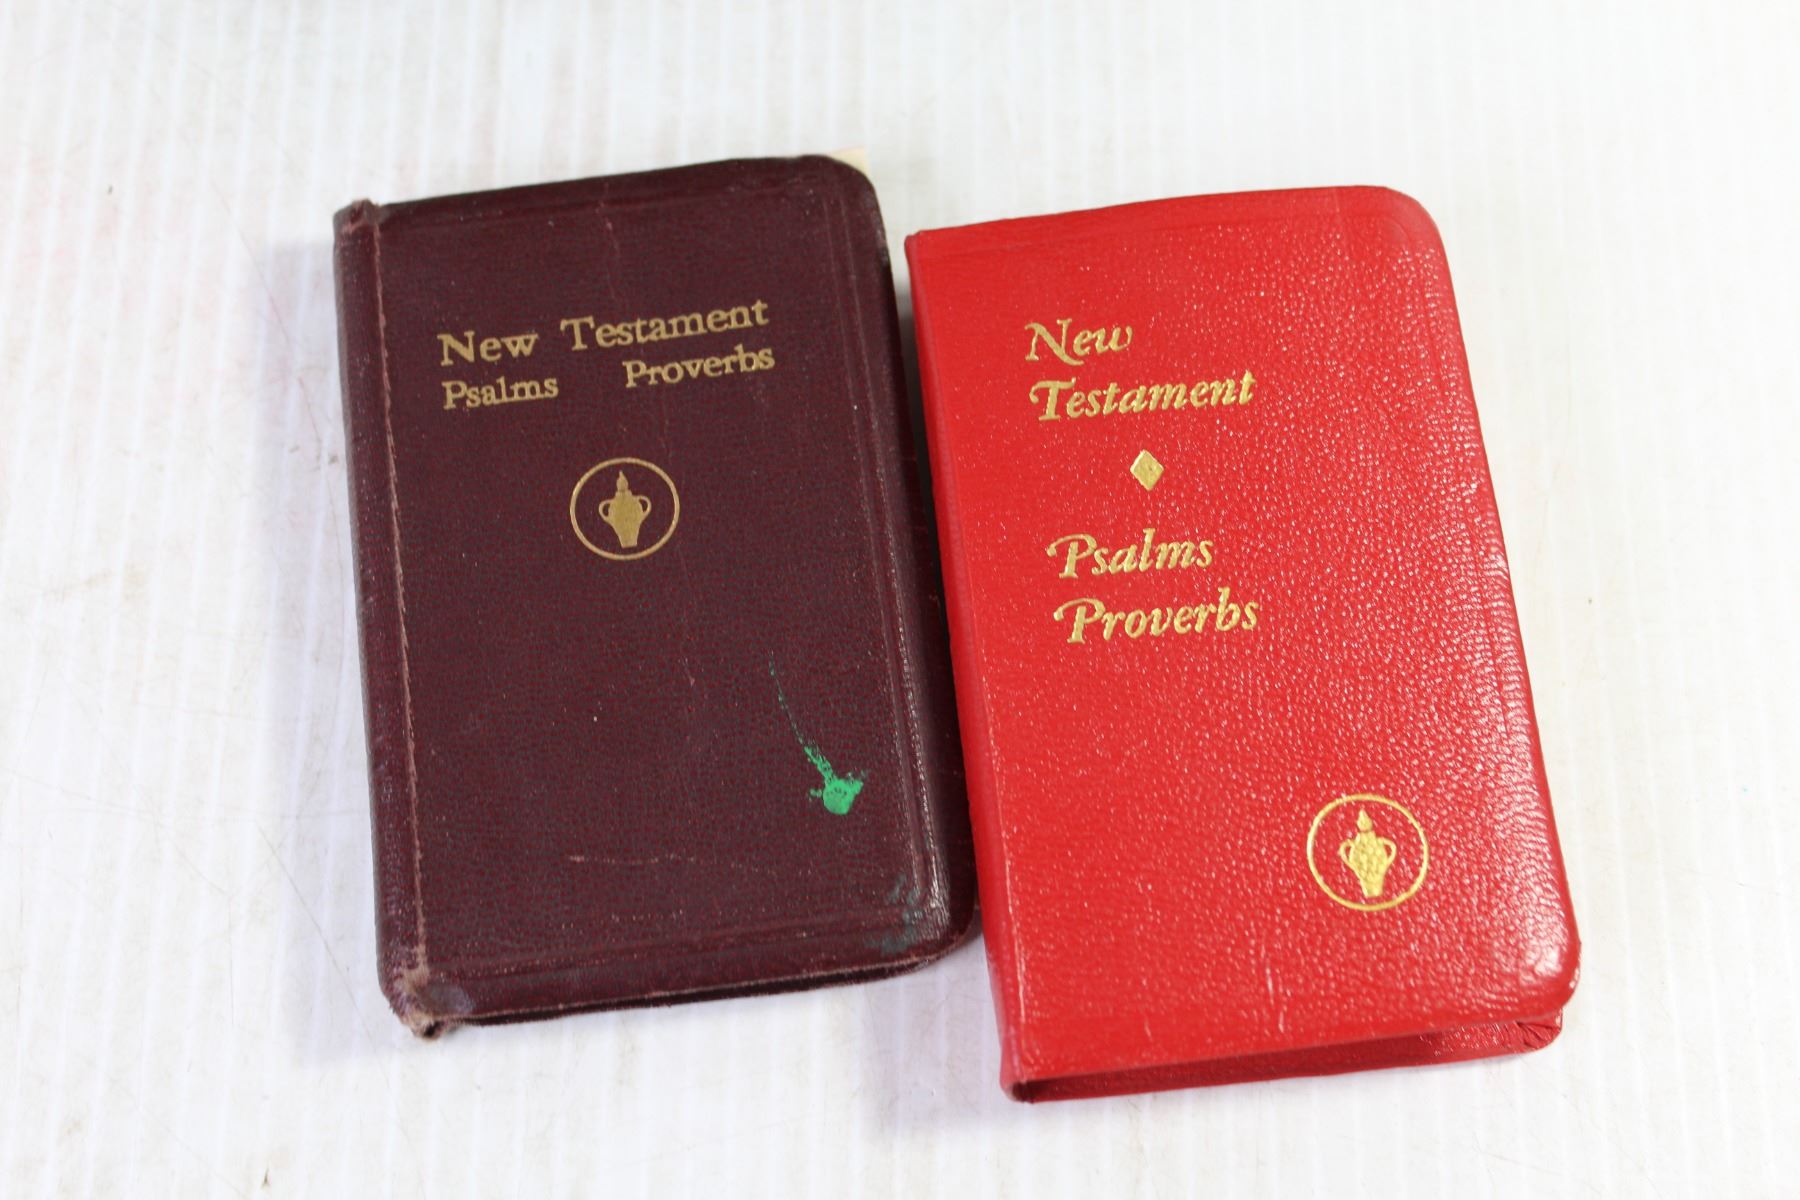 New Testament
Psalms Proverbs
New
Testament
Psalms
Proverbs